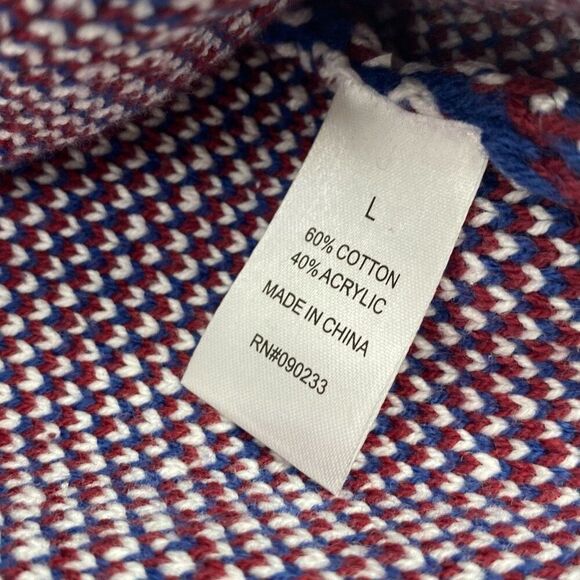 L
60% COTTON
40% ACRYLIC
MADE IN CHINA
RN#090233